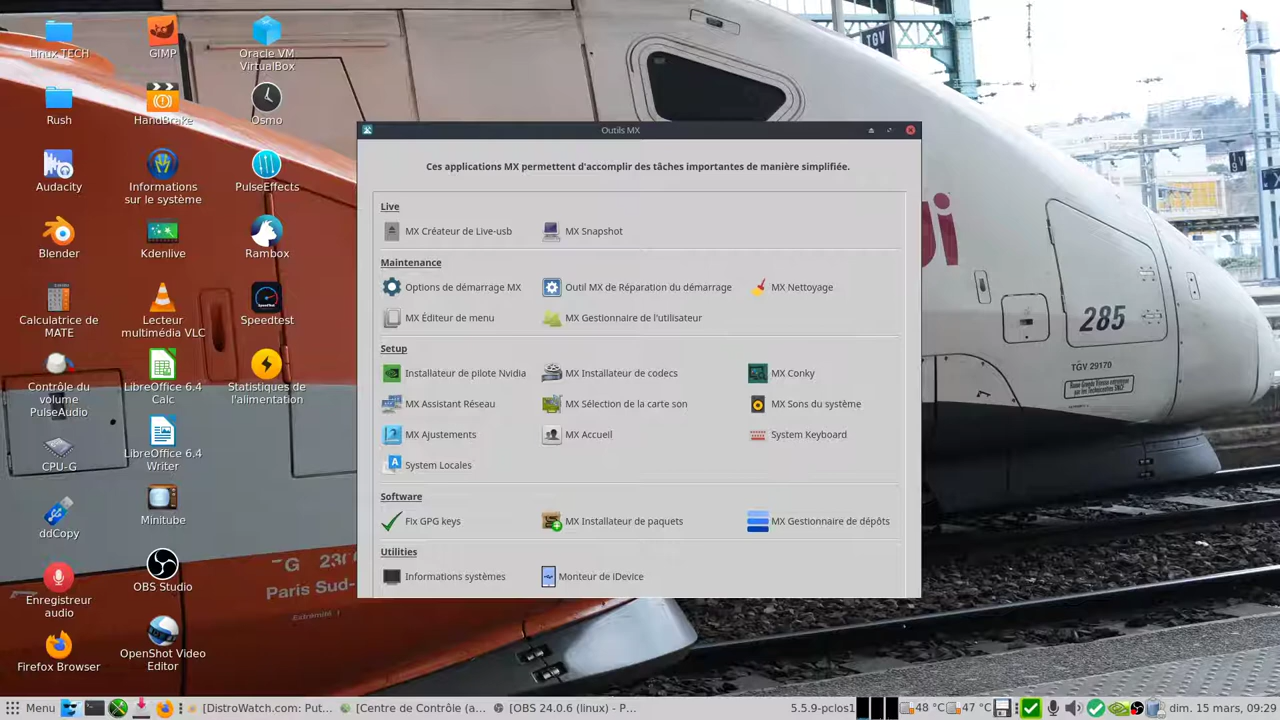 Linux TECH
GIMP
Oracle VM
VirtualBox
Rush
HandBrake
Osmo
Audacity
Informations
sur le système
PulseEffects
Blender
Kdenlive
Rambox
Calculatrice de
MATE
Lecteur
multimédia VLC
Speedtest
Contrôle du
volume
PulseAudio
LibreOffice 6.4
Calc
Statistiques de
l'alimentation
CPU-G
LibreOffice 6.4
Writer
ddCopy
Minitube
Enregistreur
audio
OBS Studio
Firefox Browser
OpenShot Video
Editor
Outils MX
Ces applications MX permettent d'accomplir des tâches importantes de manière simplifiée.
Live
MX Créateur de Live-usb
MX Snapshot
Maintenance
Options de démarrage MX
Outil MX de Réparation du démarrage
MX Nettoyage
MX Éditeur de menu
MX Gestionnaire de l'utilisateur
Setup
Installateur de pilote Nvidia
MX Installateur de codecs
MX Conky
MX Assistant Réseau
MX Sélection de la carte son
MX Sons du système
MX Ajustements
MX Accueil
System Keyboard
System Locales
Software
Fix GPG keys
MX Installateur de paquets
MX Gestionnaire de dépôts
Utilities
Informations systèmes
Monteur de iDevice
TGV
285
TGV 29170
Paris Sud-
Menu
[DistroWatch.com: Put...
[Centre de Contrôle (a...
[OBS 24.0.6 (linux) - P...
5.5.9-pclos1
48 °C
47 °C
dim. 15 mars, 09:29